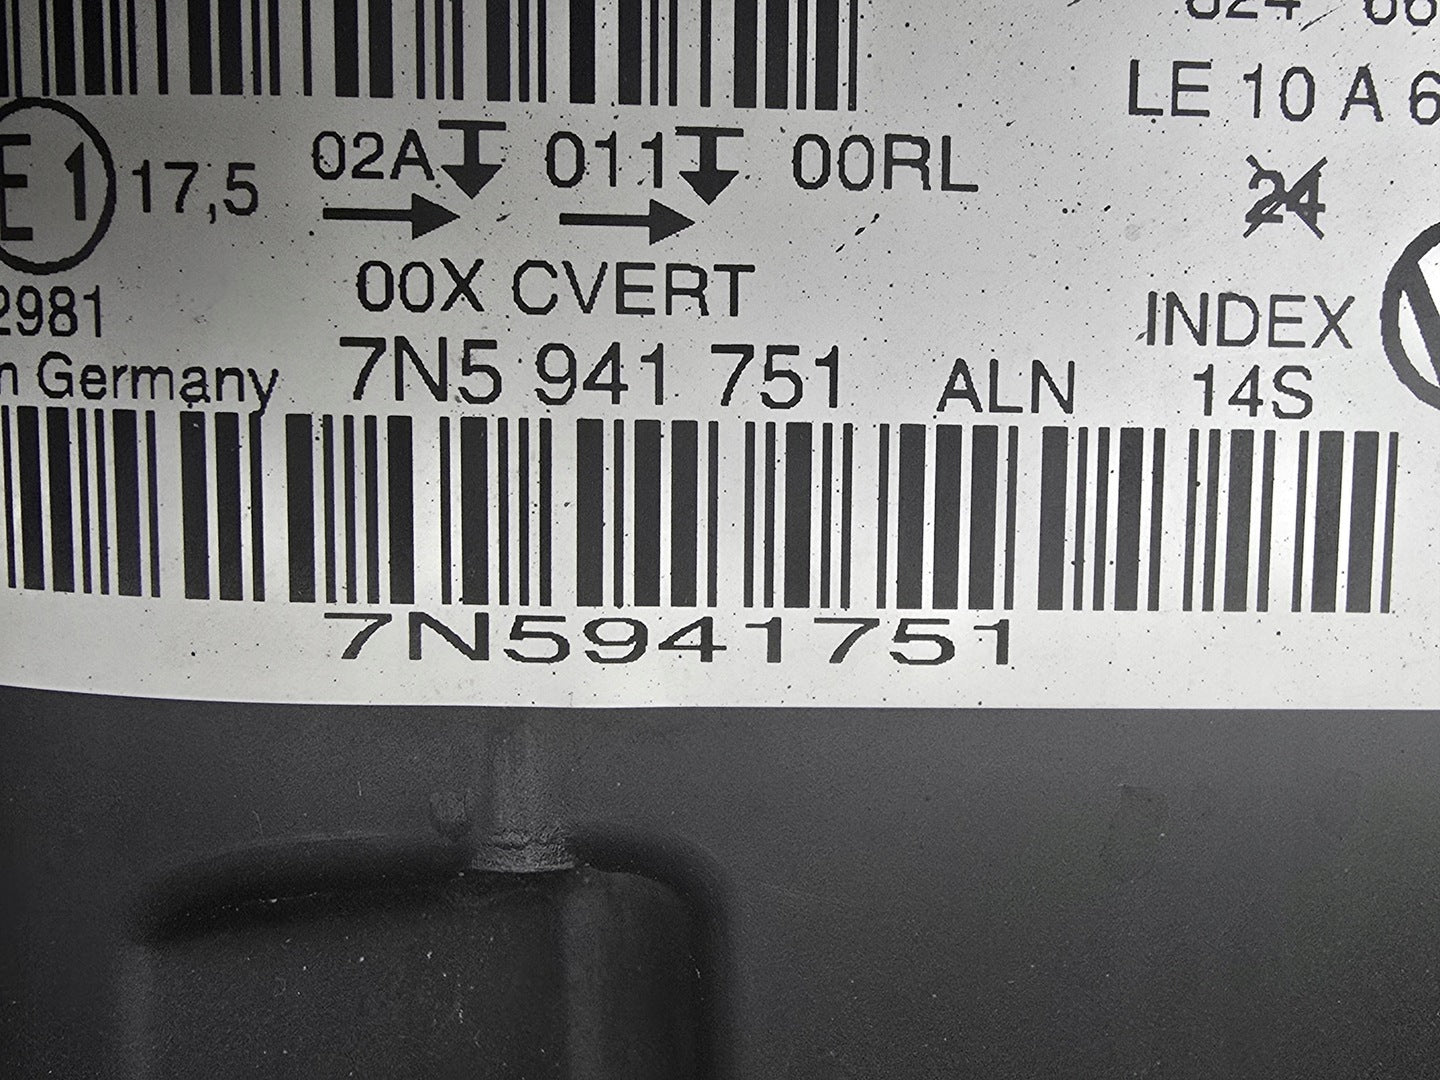 LE 10 A 6
E1 17,5 02A 011 00RL
24
00X CVERT
2981
INDEX
Germany 7N5 941 751 ALN 14S
7N5941751